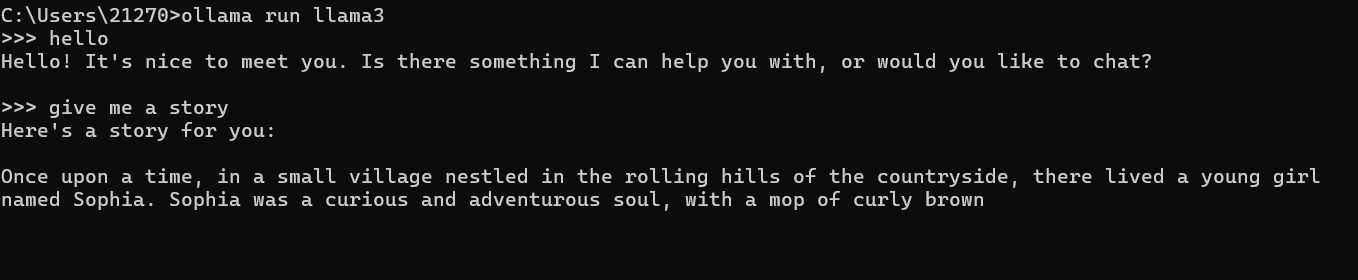 C:\Users\21270>ollama run llama3
>>> hello
Hello! It's nice to meet you. Is there something I can help you with, or would you like to chat?
>>> give me a story
Here's a story for you:
Once upon a time, in a small village nestled in the rolling hills of the countryside, there lived a young girl
named Sophia. Sophia was a curious and adventurous soul, with a mop of curly brown